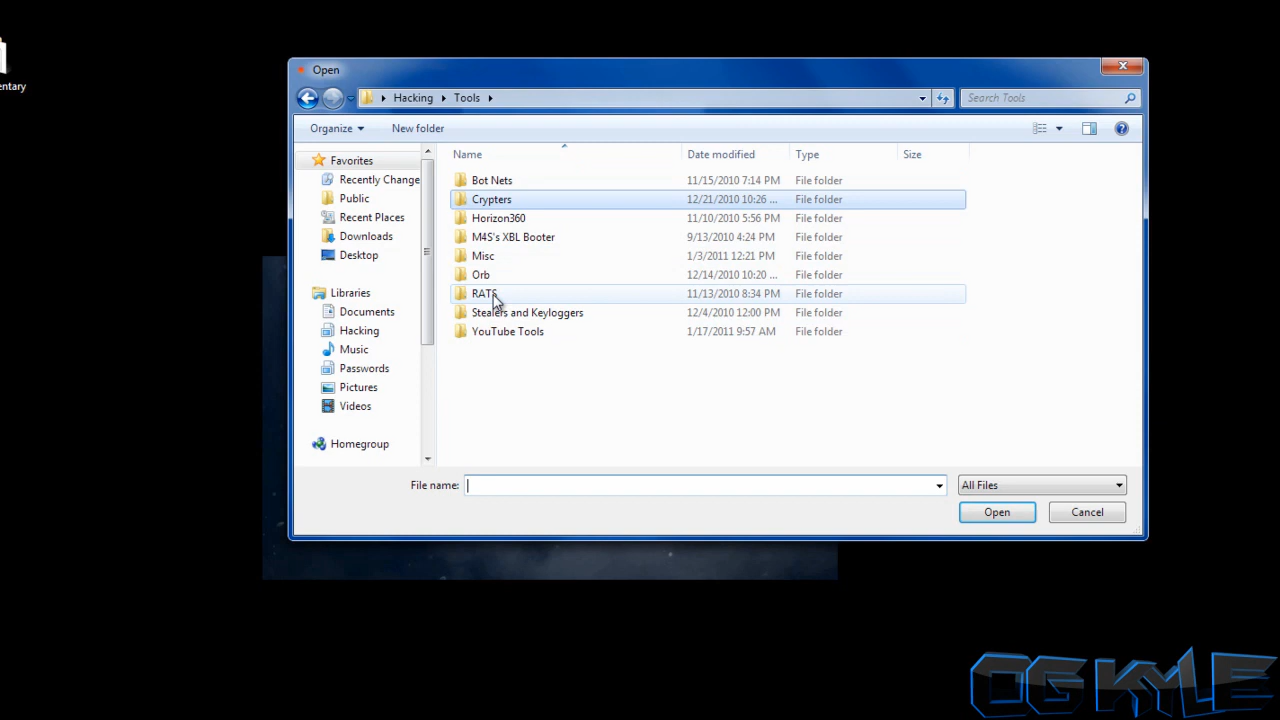 entary
Open
Hacking Tools
Search Tools
Organize New folder
Name Date modified Type Size
Favorites
Recently Change
Public
Recent Places
Downloads
Desktop
Libraries
Documents
Hacking
Music
Passwords
Pictures
Videos
Homegroup
Bot Nets 11/15/2010 7:14 PM File folder
Crypters 12/21/2010 10:26 ... File folder
Horizon360 11/10/2010 5:56 PM File folder
M4S's XBL Booter 9/13/2010 4:24 PM File folder
Misc 1/3/2011 12:21 PM File folder
Orb 12/14/2010 10:20 ... File folder
RATS 11/13/2010 8:34 PM File folder
Stealers and Keyloggers 12/4/2010 12:00 PM File folder
YouTube Tools 1/17/2011 9:57 AM File folder
File name: All Files
Open Cancel
OG KYLE